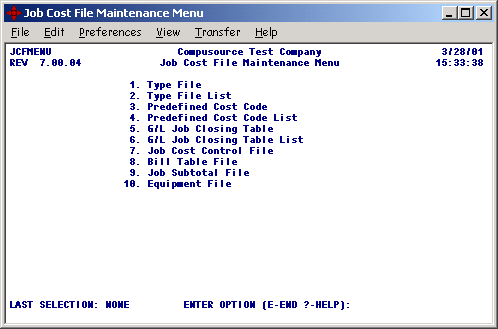 Job Cost File Maintenance Menu
File Edit Preferences View Transfer Help
JCFMENU Compusource Test Company 3/28/01
REV 7.00.04 Job Cost File Maintenance Menu 15:33:38
1. Type File
2. Type File List
3. Predefined Cost Code
4. Predefined Cost Code List
5. G/L Job Closing Table
6. G/L Job Closing Table List
7. Job Cost Control File
8. Bill Table File
9. Job Subtotal File
10. Equipment File
LAST SELECTION: NONE ENTER OPTION (E-END ?-HELP):